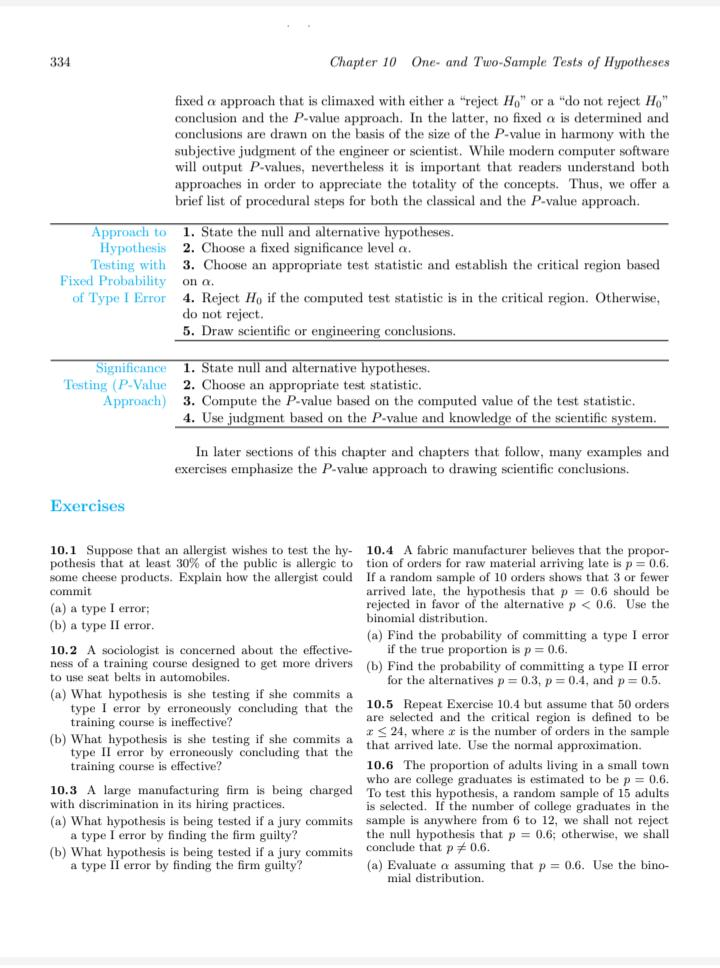 334
Chapter 10 One- and Two-Sample Tests of Hypotheses
fixed α approach that is climaxed with either a “reject H₀” or a “do not reject H₀”
conclusion and the P-value approach. In the latter, no fixed α is determined and
conclusions are drawn on the basis of the size of the P-value in harmony with the
subjective judgment of the engineer or scientist. While modern computer software
will output P-values, nevertheless it is important that readers understand both
approaches in order to appreciate the totality of the concepts. Thus, we offer a
brief list of procedural steps for both the classical and the P-value approach.
Approach to
Hypothesis
Testing with
Fixed Probability
of Type I Error
1. State the null and alternative hypotheses.
2. Choose a fixed significance level α.
3. Choose an appropriate test statistic and establish the critical region based
on α.
4. Reject H₀ if the computed test statistic is in the critical region. Otherwise,
do not reject.
5. Draw scientific or engineering conclusions.
Significance
Testing (P-Value
Approach)
1. State null and alternative hypotheses.
2. Choose an appropriate test statistic.
3. Compute the P-value based on the computed value of the test statistic.
4. Use judgment based on the P-value and knowledge of the scientific system.
In later sections of this chapter and chapters that follow, many examples and
exercises emphasize the P-value approach to drawing scientific conclusions.
Exercises
10.1 Suppose that an allergist wishes to test the hy-
pothesis that at least 30% of the public is allergic to
some cheese products. Explain how the allergist could
commit
(a) a type I error;
(b) a type II error.
10.2 A sociologist is concerned about the effective-
ness of a training course designed to get more drivers
to use seat belts in automobiles.
(a) What hypothesis is she testing if she commits a
type I error by erroneously concluding that the
training course is ineffective?
(b) What hypothesis is she testing if she commits a
type II error by erroneously concluding that the
training course is effective?
10.3 A large manufacturing firm is being charged
with discrimination in its hiring practices.
(a) What hypothesis is being tested if a jury commits
a type I error by finding the firm guilty?
(b) What hypothesis is being tested if a jury commits
a type II error by finding the firm guilty?
10.4 A fabric manufacturer believes that the propor-
tion of orders for raw material arriving late is p = 0.6.
If a random sample of 10 orders shows that 3 or fewer
arrived late, the hypothesis that p = 0.6 should be
rejected in favor of the alternative p < 0.6. Use the
binomial distribution.
(a) Find the probability of committing a type I error
if the true proportion is p = 0.6.
(b) Find the probability of committing a type II error
for the alternatives p = 0.3, p = 0.4, and p = 0.5.
10.5 Repeat Exercise 10.4 but assume that 50 orders
are selected and the critical region is defined to be
x ≤ 24, where x is the number of orders in the sample
that arrived late. Use the normal approximation.
10.6 The proportion of adults living in a small town
who are college graduates is estimated to be p = 0.6.
To test this hypothesis, a random sample of 15 adults
is selected. If the number of college graduates in the
sample is anywhere from 6 to 12, we shall not reject
the null hypothesis that p = 0.6; otherwise, we shall
conclude that p ≠ 0.6.
(a) Evaluate α assuming that p = 0.6. Use the bino-
mial distribution.